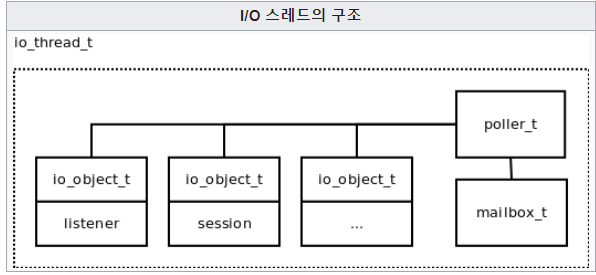 I/O 스레드의 구조
io_thread_t
poller_t
io_object_t io_object_t io_object_t
listener session ...
mailbox_t